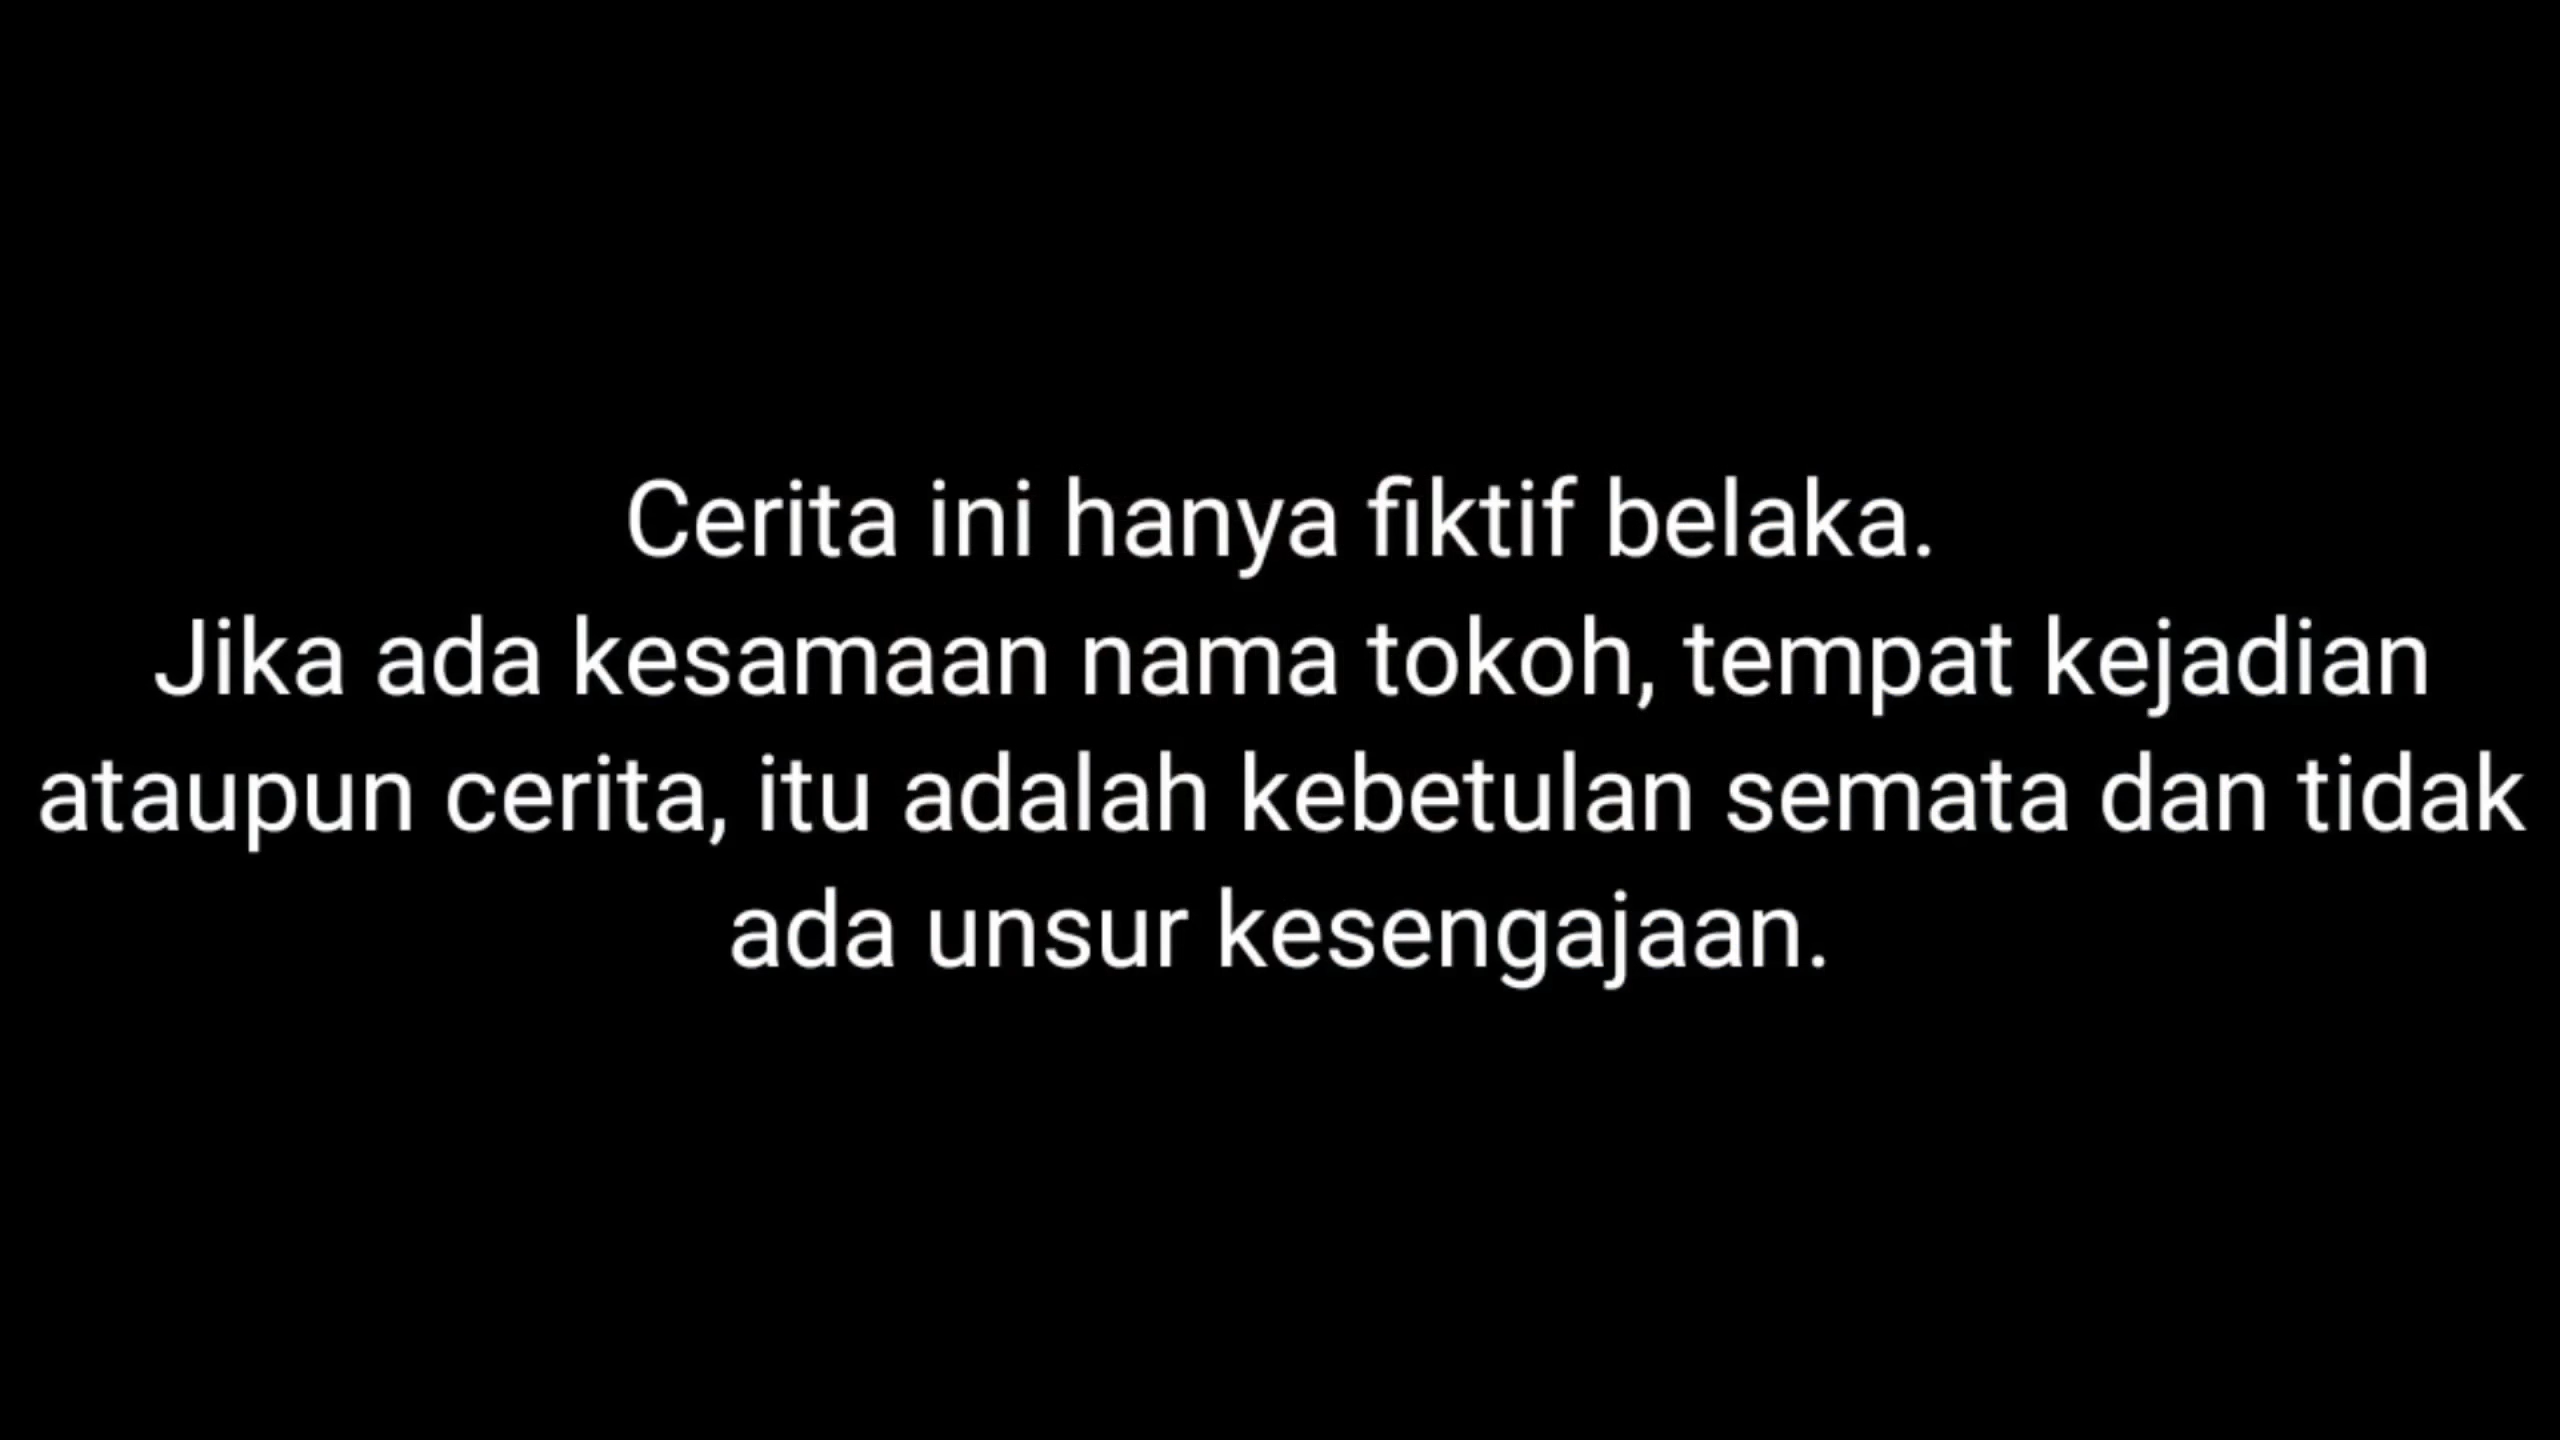 Cerita ini hanya fiktif belaka.
Jika ada kesamaan nama tokoh, tempat kejadian
ataupun cerita, itu adalah kebetulan semata dan tidak
ada unsur kesengajaan.